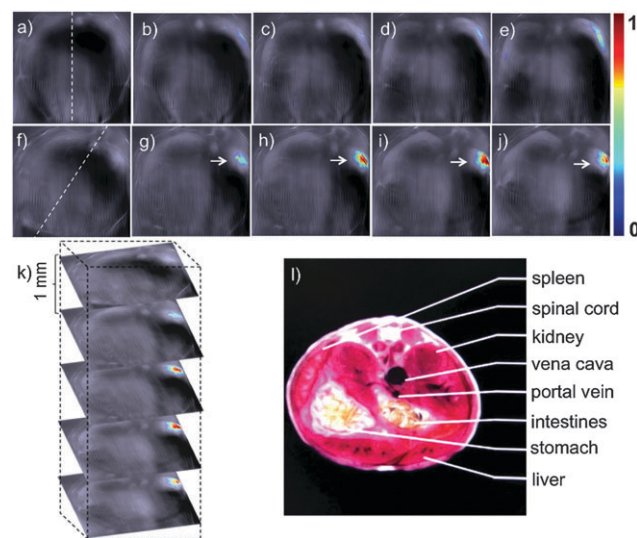 a)
b)
c)
d)
e)
1
f)
g)
h)
i)
j)
0
k)
1 mm
l)
spleen
spinal cord
kidney
vena cava
portal vein
intestines
stomach
liver